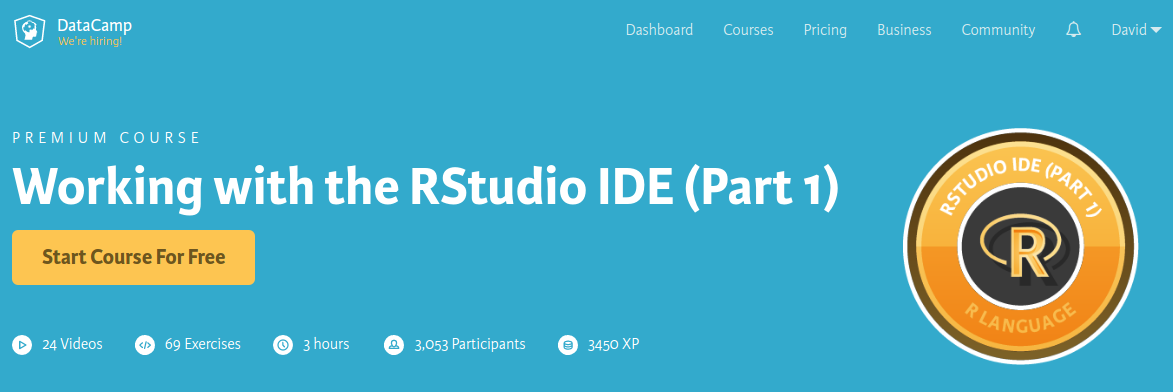 DataCamp
We're hiring!
Dashboard Courses Pricing Business Community David
PREMIUM COURSE
Working with the RStudio IDE (Part 1)
Start Course For Free
24 Videos 69 Exercises 3 hours 3,053 Participants 3450 XP
RSTUDIO IDE (PART 1)
R
R LANGUAGE